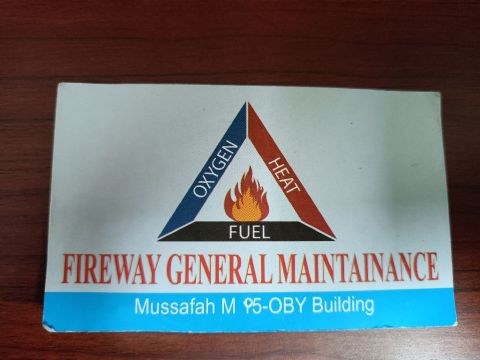 OXYGEN
HEAT
FUEL
FIREWAY GENERAL MAINTAINANCE
Mussafah M 95-OBY Building